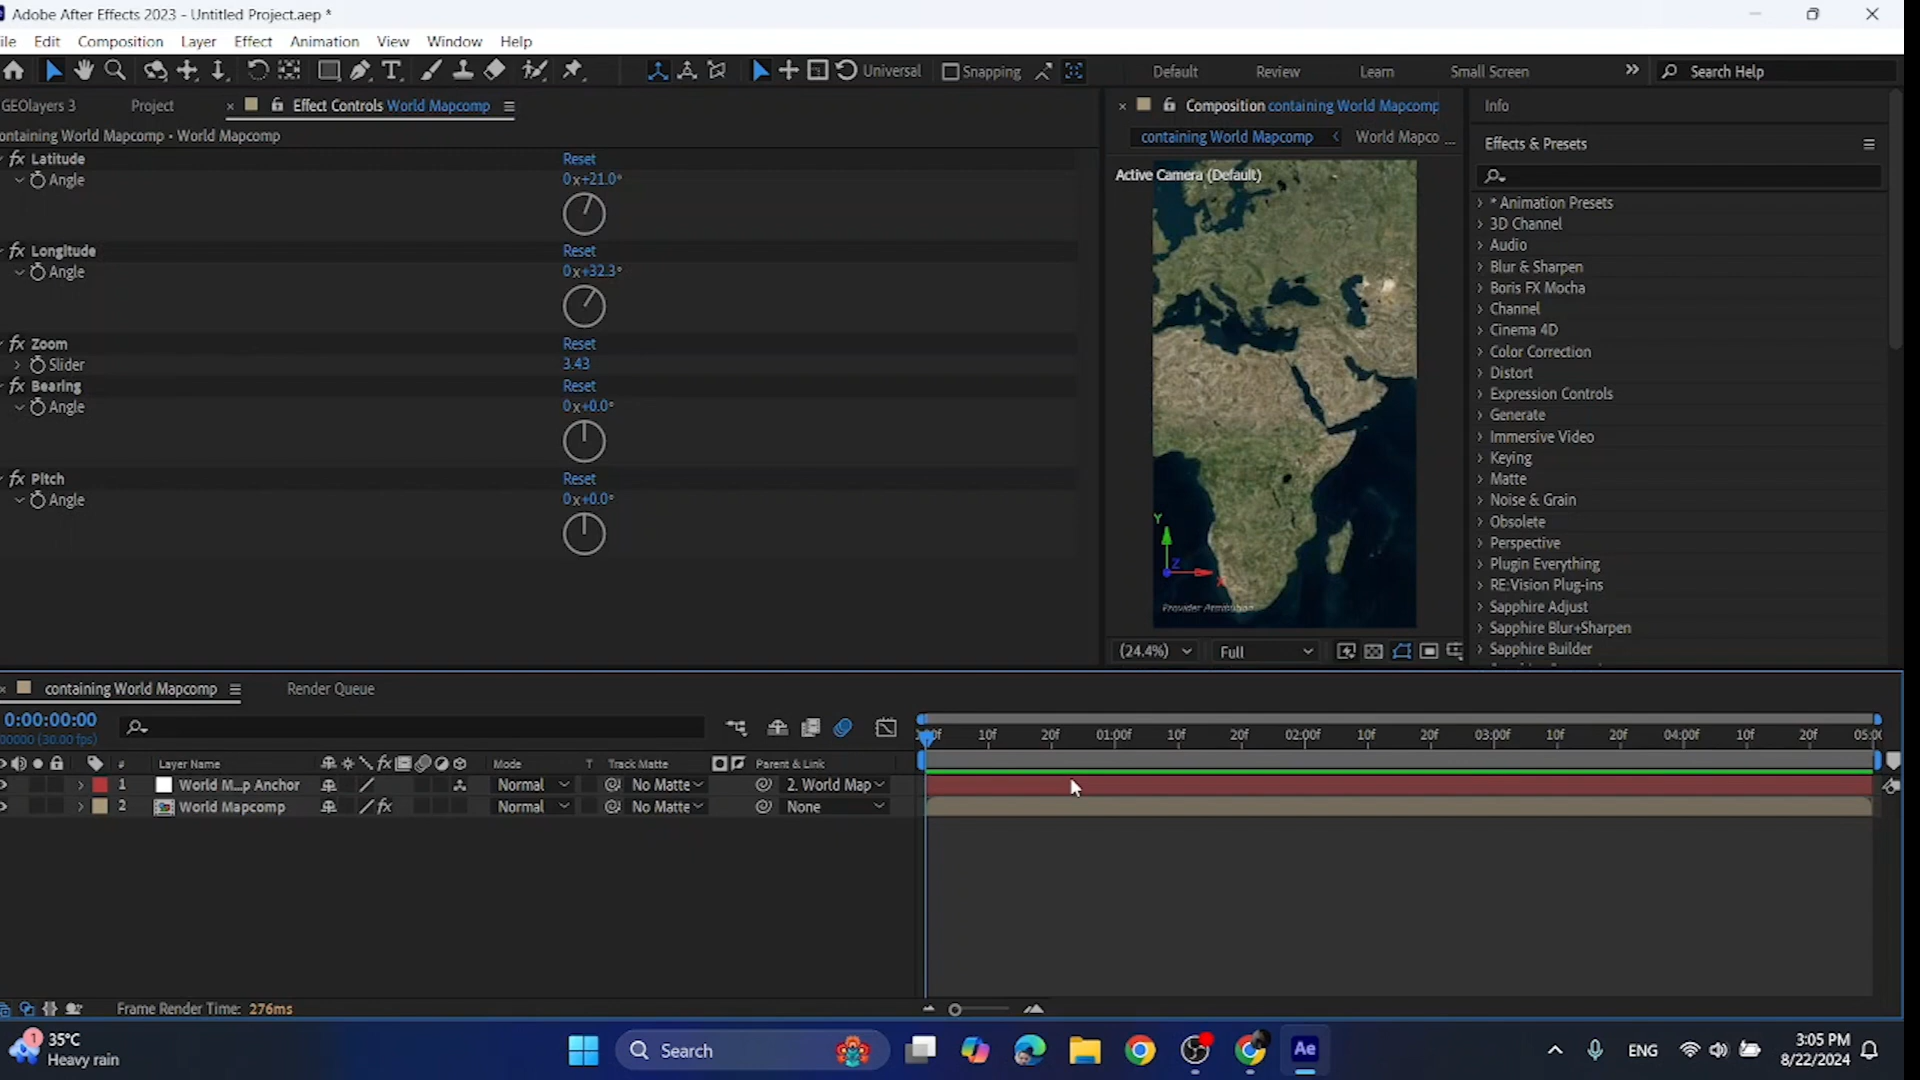 Adobe After Effects 2023 - Untitled Project.aep *
ile Edit Composition Layer Effect Animation View Window Help
Universal Snapping Default Review Learn Small Screen Search Help
GEOlayers 3 Project Effect Controls World Mapcomp
ontaining World Mapcomp • World Mapcomp
Latitude Reset
Angle 0x+21.0°
Longitude Reset
Angle 0x+32.3°
Zoom Reset
Slider 3.43
Bearing Reset
Angle 0x+0.0°
Pitch Reset
Angle 0x+0.0°
Composition containing World Mapcomp
containing World Mapcomp World Mapco ...
Active Camera (Default)
Y
Z
X
Provider Attribution
(24.4%) Full
Info
Effects & Presets
* Animation Presets
3D Channel
Audio
Blur & Sharpen
Boris FX Mocha
Channel
Cinema 4D
Color Correction
Distort
Expression Controls
Generate
Immersive Video
Keying
Matte
Noise & Grain
Obsolete
Perspective
Plugin Everything
RE:Vision Plug-ins
Sapphire Adjust
Sapphire Blur+Sharpen
Sapphire Builder
containing World Mapcomp Render Queue
0:00:00:00
00000 (30.00 fps)
10f 20f 01:00f 10f 20f 02:00f 10f 20f 03:00f 10f 20f 04:00f 10f 20f 05:00
# Layer Name Mode T Track Matte Parent & Link
1 World M...p Anchor Normal No Matte 2. World Map
2 World Mapcomp Normal No Matte None
Frame Render Time: 276ms
1 35°C
Heavy rain
Search
Ae
ENG
3:05 PM
8/22/2024